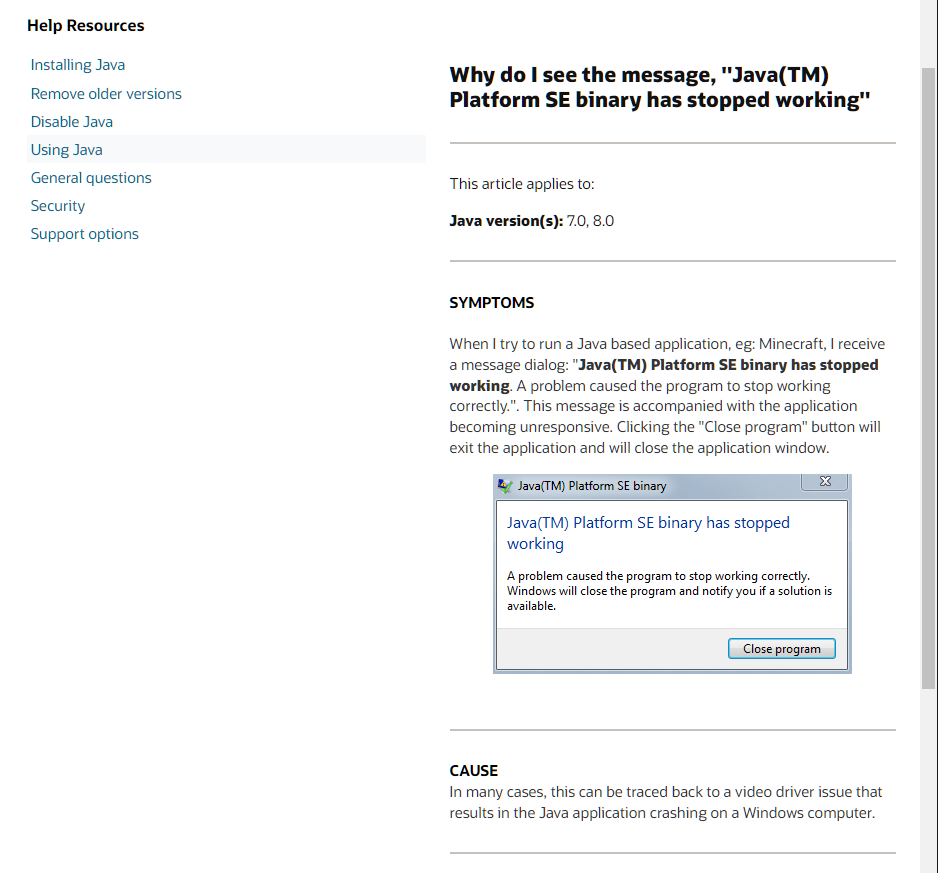 Help Resources
Installing Java
Remove older versions
Disable Java
Using Java
General questions
Security
Support options
Why do I see the message, "Java(TM)
Platform SE binary has stopped working"
This article applies to:
Java version(s): 7.0, 8.0
SYMPTOMS
When I try to run a Java based application, eg: Minecraft, I receive
a message dialog: "Java(TM) Platform SE binary has stopped
working. A problem caused the program to stop working
correctly.". This message is accompanied with the application
becoming unresponsive. Clicking the "Close program" button will
exit the application and will close the application window.
Java(TM) Platform SE binary
Java(TM) Platform SE binary has stopped
working
A problem caused the program to stop working correctly.
Windows will close the program and notify you if a solution is
available.
Close program
CAUSE
In many cases, this can be traced back to a video driver issue that
results in the Java application crashing on a Windows computer.